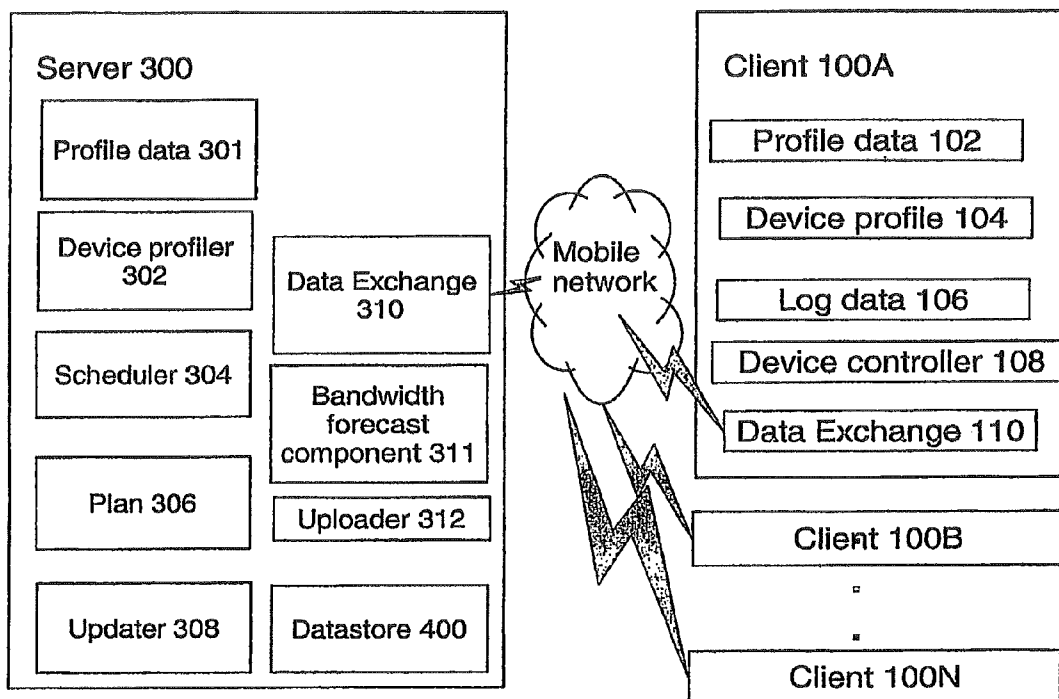 Server 300
Profile data 301
Device profiler
302
Scheduler 304
Plan 306
Updater 308
Data Exchange
310
Bandwidth
forecast
component 311
Uploader 312
Datastore 400
Mobile
network
Client 100A
Profile data 102
Device profile 104
Log data 106
Device controller 108
Data Exchange 110
Client 100B
Client 100N